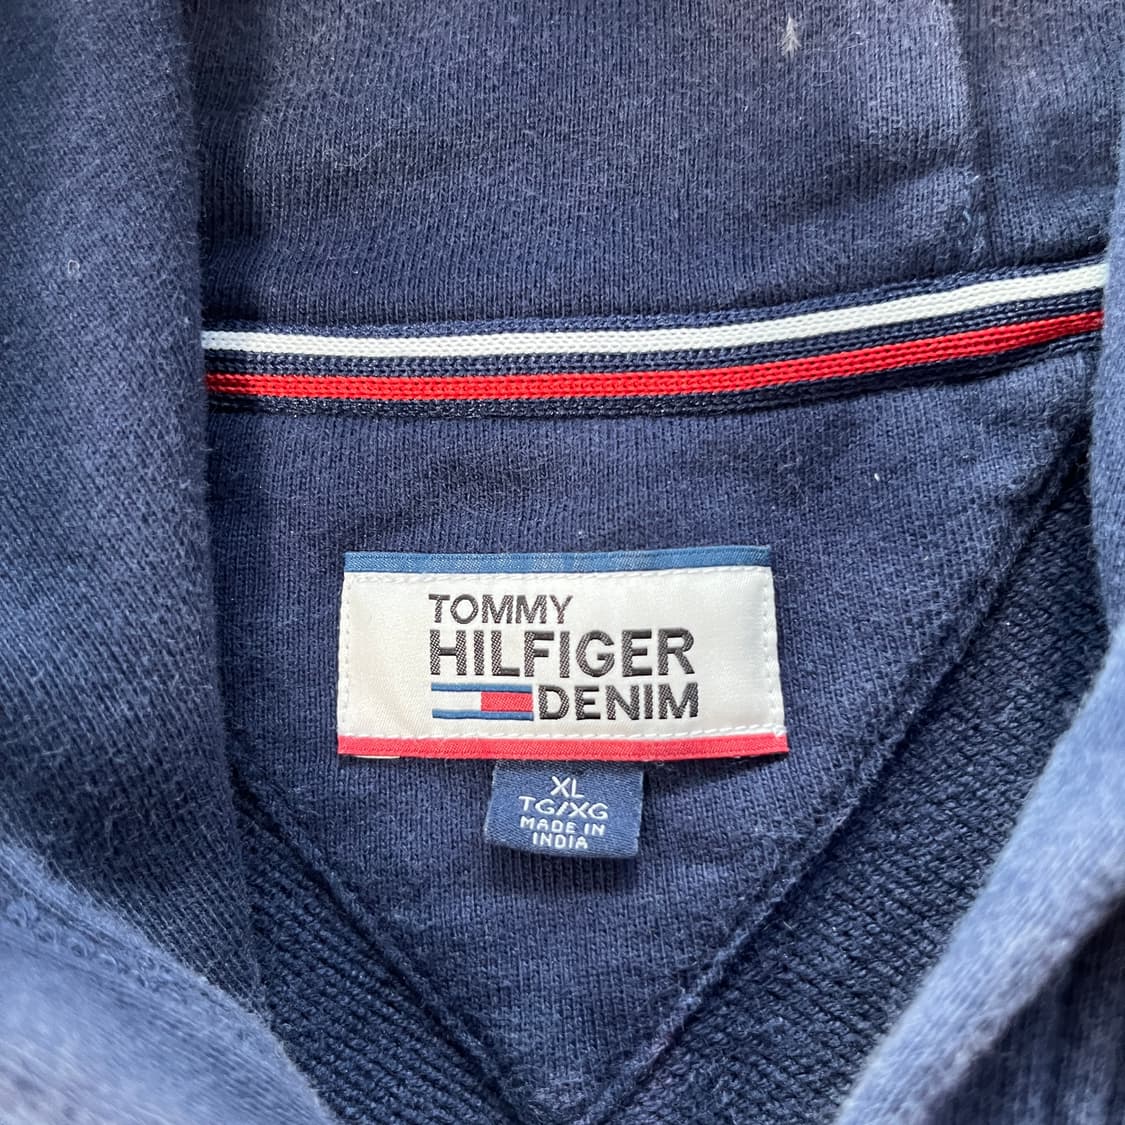 TOMMY
HILFIGER
DENIM
XL
TG/XG
MADE IN
INDIA